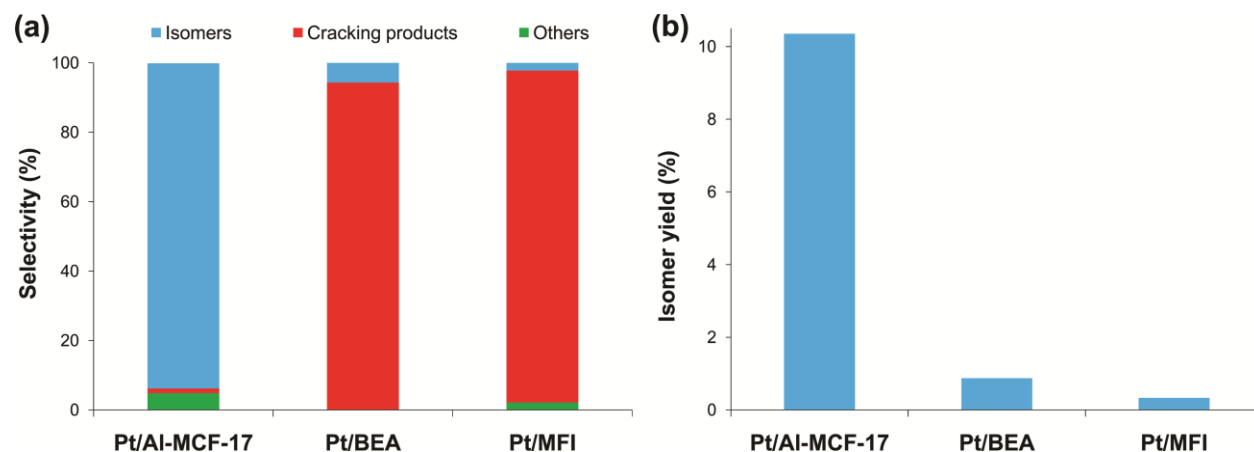 (a)
Isomers Cracking products Others
Selectivity (%)
100
80
60
40
20
0
Pt/Al-MCF-17 Pt/BEA Pt/MFI
(b)
Isomer yield (%)
10
8
6
4
2
0
Pt/Al-MCF-17 Pt/BEA Pt/MFI